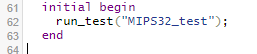 61 initial begin
62 run_test("MIPS32_test");
63 end
64